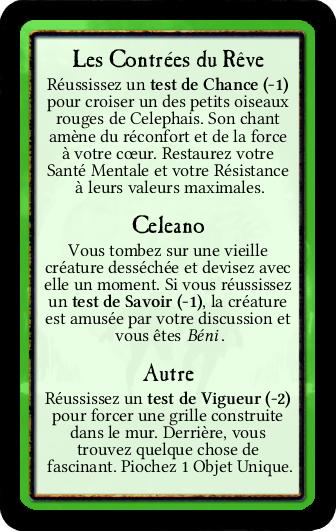 Les Contrées du Rêve
Réussissez un test de Chance (-1)
pour croiser un des petits oiseaux
rouges de Celephais. Son chant
amène du réconfort et de la force
à votre cœur. Restaurez votre
Santé Mentale et votre Résistance
à leurs valeurs maximales.
Celeano
Vous tombez sur une vieille
créature desséchée et devisez avec
elle un moment. Si vous réussissez
un test de Savoir (-1), la créature
est amusée par votre discussion et
vous êtes Béni.
Autre
Réussissez un test de Vigueur (-2)
pour forcer une grille construite
dans le mur. Derrière, vous
trouvez quelque chose de
fascinant. Piochez 1 Objet Unique.